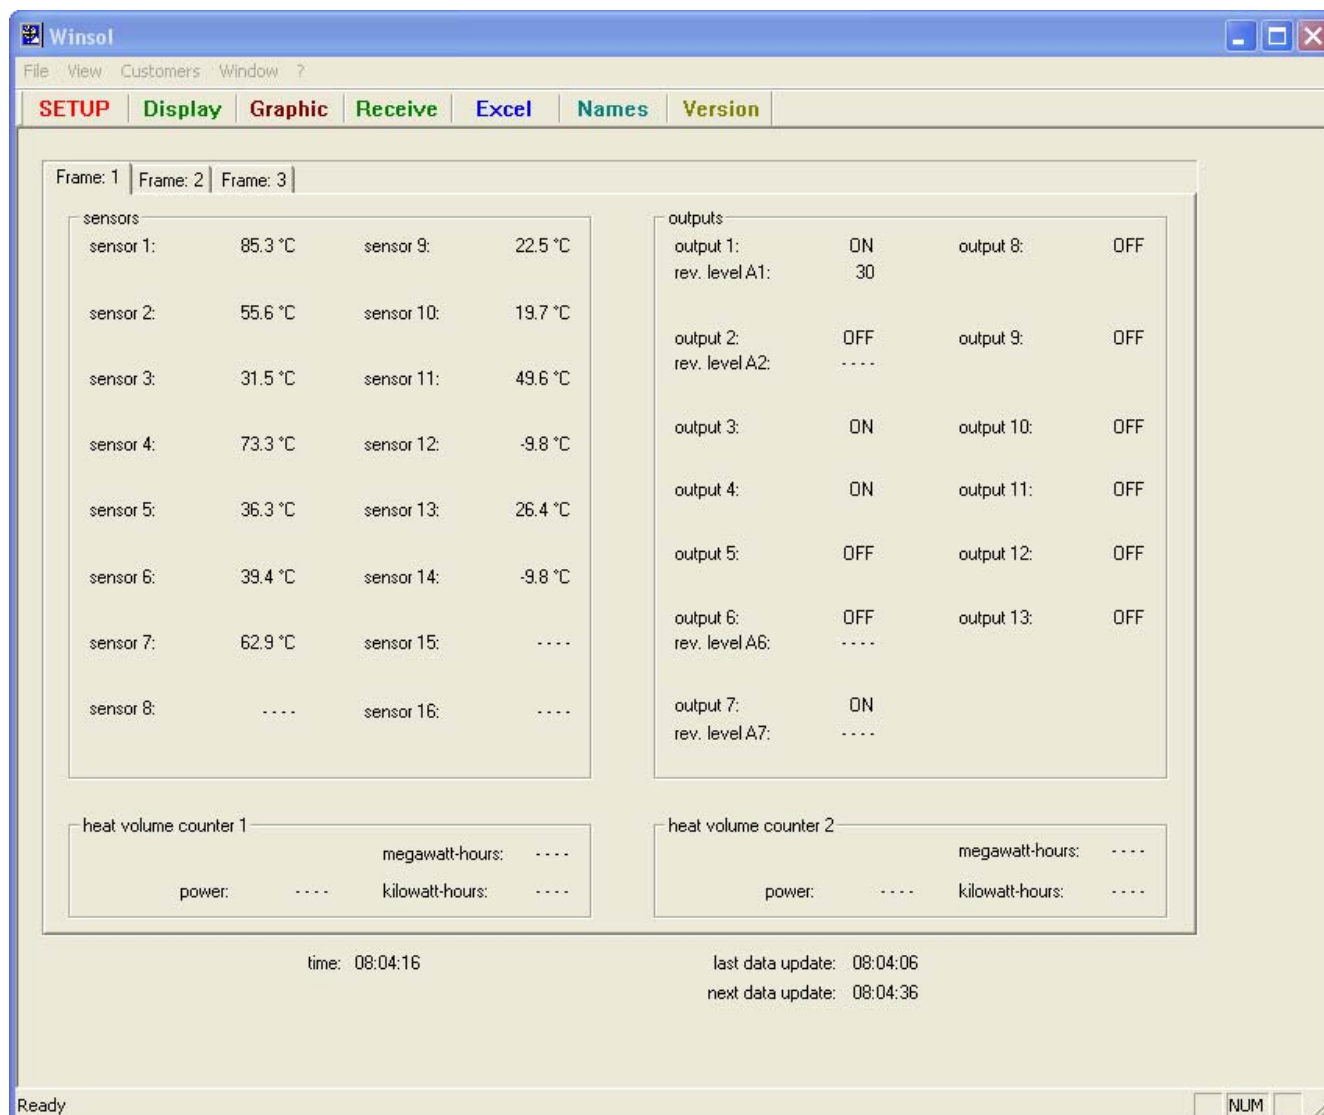 Winsol
File View Customers Window ?
SETUP Display Graphic Receive Excel Names Version
Frame: 1 Frame: 2 Frame: 3
sensors
sensor 1: 85.3 °C sensor 9: 22.5 °C
sensor 2: 55.6 °C sensor 10: 19.7 °C
sensor 3: 31.5 °C sensor 11: 49.6 °C
sensor 4: 73.3 °C sensor 12: -9.8 °C
sensor 5: 36.3 °C sensor 13: 26.4 °C
sensor 6: 39.4 °C sensor 14: -9.8 °C
sensor 7: 62.9 °C sensor 15: - - - -
sensor 8: - - - - sensor 16: - - - -
outputs
output 1: ON output 8: OFF
rev. level A1: 30
output 2: OFF output 9: OFF
rev. level A2: - - - -
output 3: ON output 10: OFF
output 4: ON output 11: OFF
output 5: OFF output 12: OFF
output 6: OFF output 13: OFF
rev. level A6: - - - -
output 7: ON
rev. level A7: - - - -
heat volume counter 1
megawatt-hours: - - - -
power: - - - - kilowatt-hours: - - - -
heat volume counter 2
megawatt-hours: - - - -
power: - - - - kilowatt-hours: - - - -
time: 08:04:16
last data update: 08:04:06
next data update: 08:04:36
Ready NUM